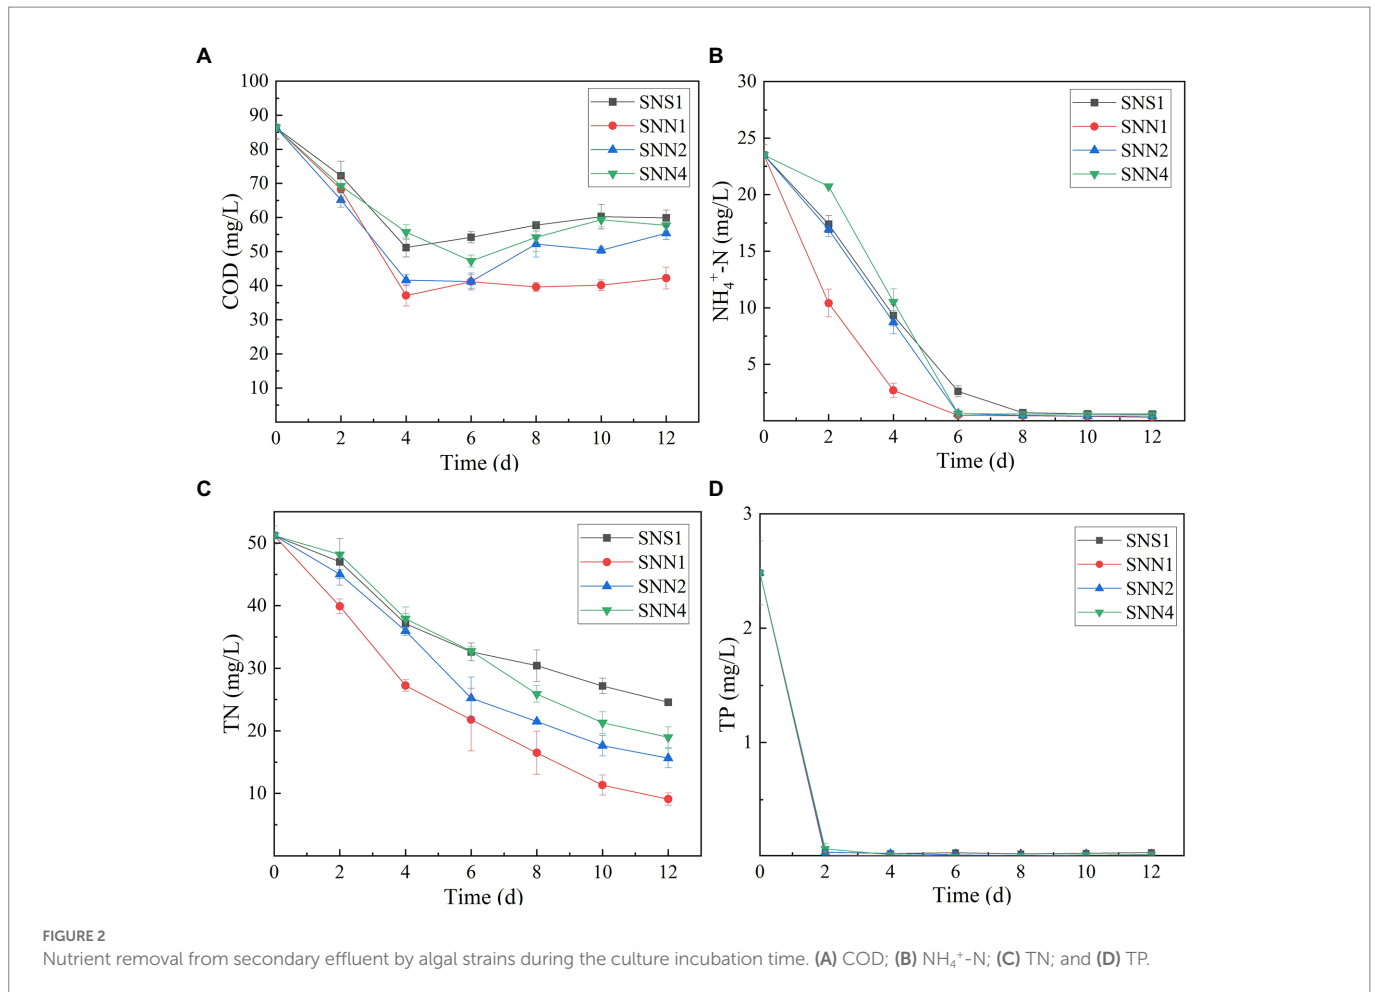 A
COD (mg/L)
100
90
80
70
60
50
40
30
20
10
0 2 4 6 8 10 12
Time (d)
SNS1
SNN1
SNN2
SNN4
B
NH₄⁺-N (mg/L)
30
25
20
15
10
5
0 2 4 6 8 10 12
Time (d)
SNS1
SNN1
SNN2
SNN4
C
TN (mg/L)
50
40
30
20
10
0 2 4 6 8 10 12
Time (d)
SNS1
SNN1
SNN2
SNN4
D
TP (mg/L)
3
2
1
0 2 4 6 8 10 12
Time (d)
SNS1
SNN1
SNN2
SNN4
FIGURE 2
Nutrient removal from secondary effluent by algal strains during the culture incubation time. (A) COD; (B) NH₄⁺-N; (C) TN; and (D) TP.